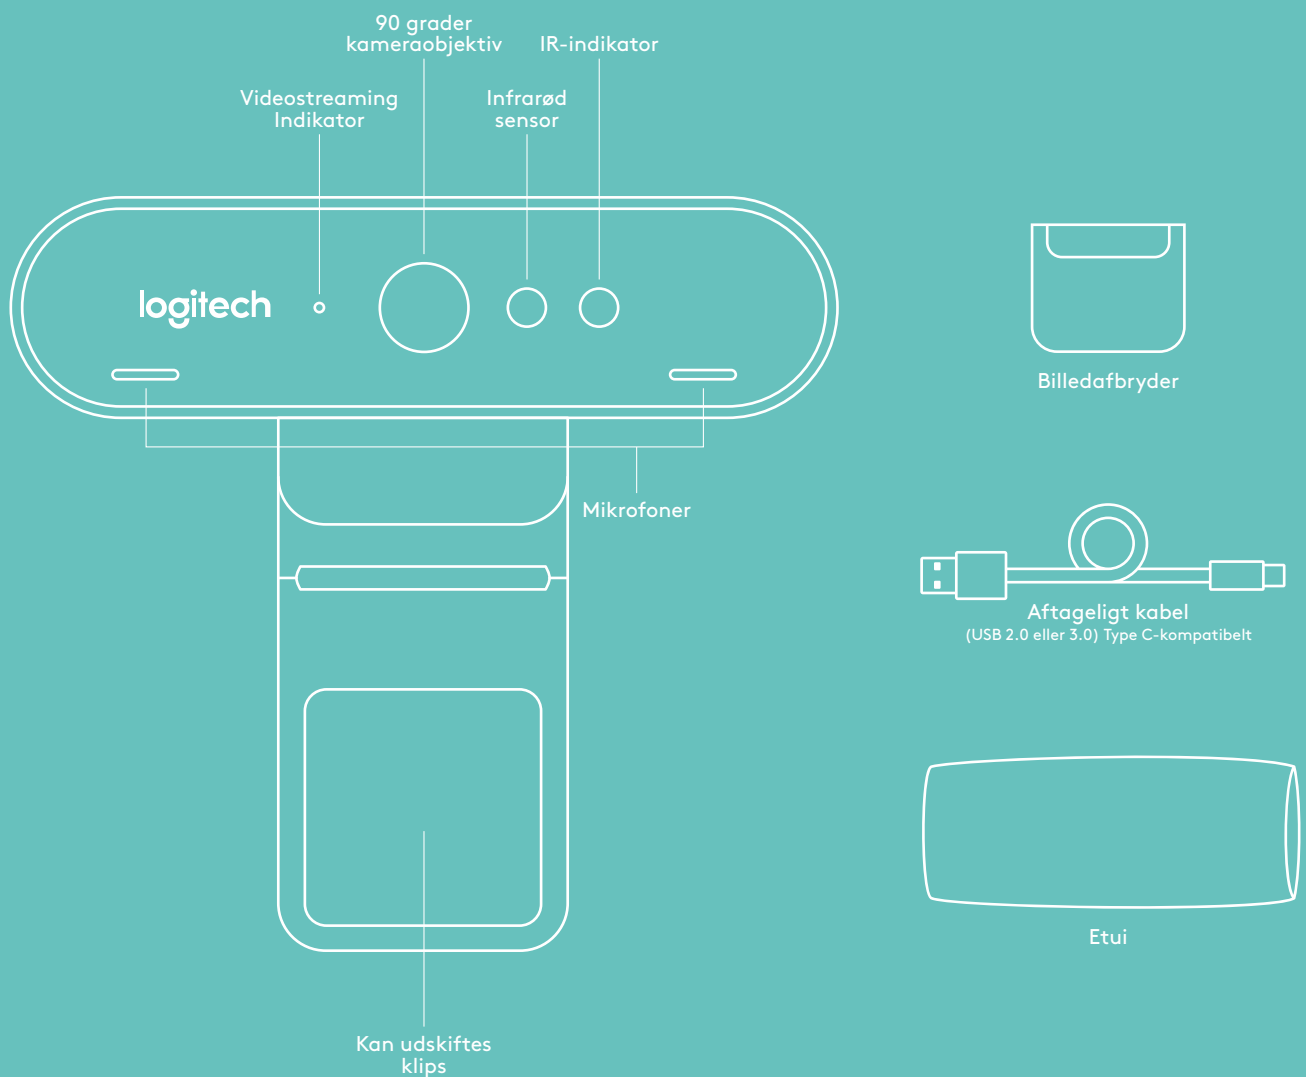 90 grader
kameraobjektiv
IR-indikator
Videostreaming
Indikator
Infrarød
sensor
logitech
Mikrofoner
Kan udskiftes
klips
Billedafbryder
Aftageligt kabel
(USB 2.0 eller 3.0) Type C-kompatibelt
Etui